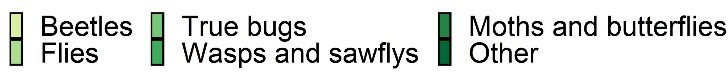 Beetles True bugs Moths and butterflies
Flies Wasps and sawflys Other